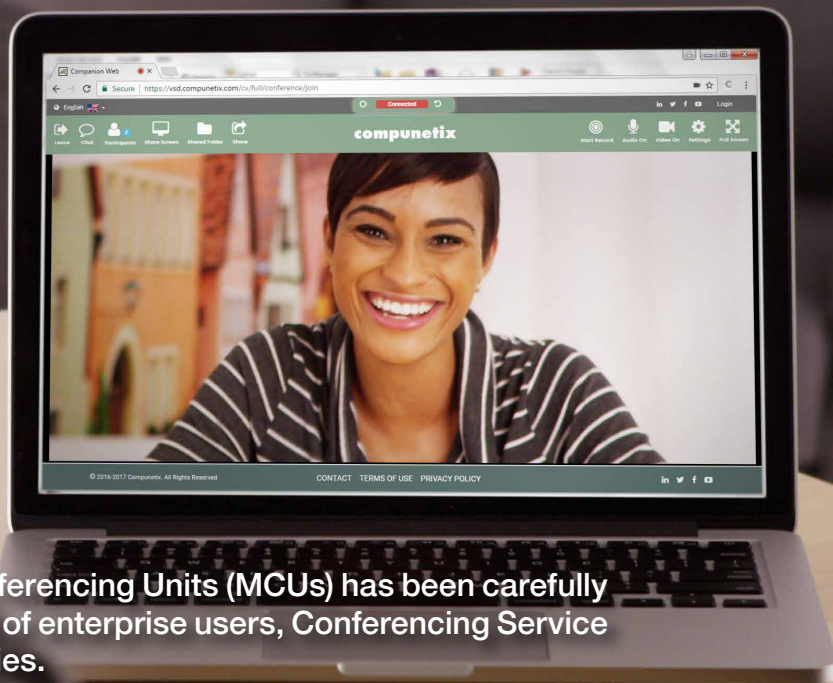 Companion Web
Secure https://vsd.compunetix.com/cx/full/conference/join
English Connected Login
Leave Chat Participants Share Screen Shared Folder Share compunetix Start Record Audio On Video On Settings Full Screen
© 2016-2017 Compunetix. All Rights Reserved CONTACT TERMS OF USE PRIVACY POLICY
ferencing Units (MCUs) has been carefully
of enterprise users, Conferencing Service
ies.